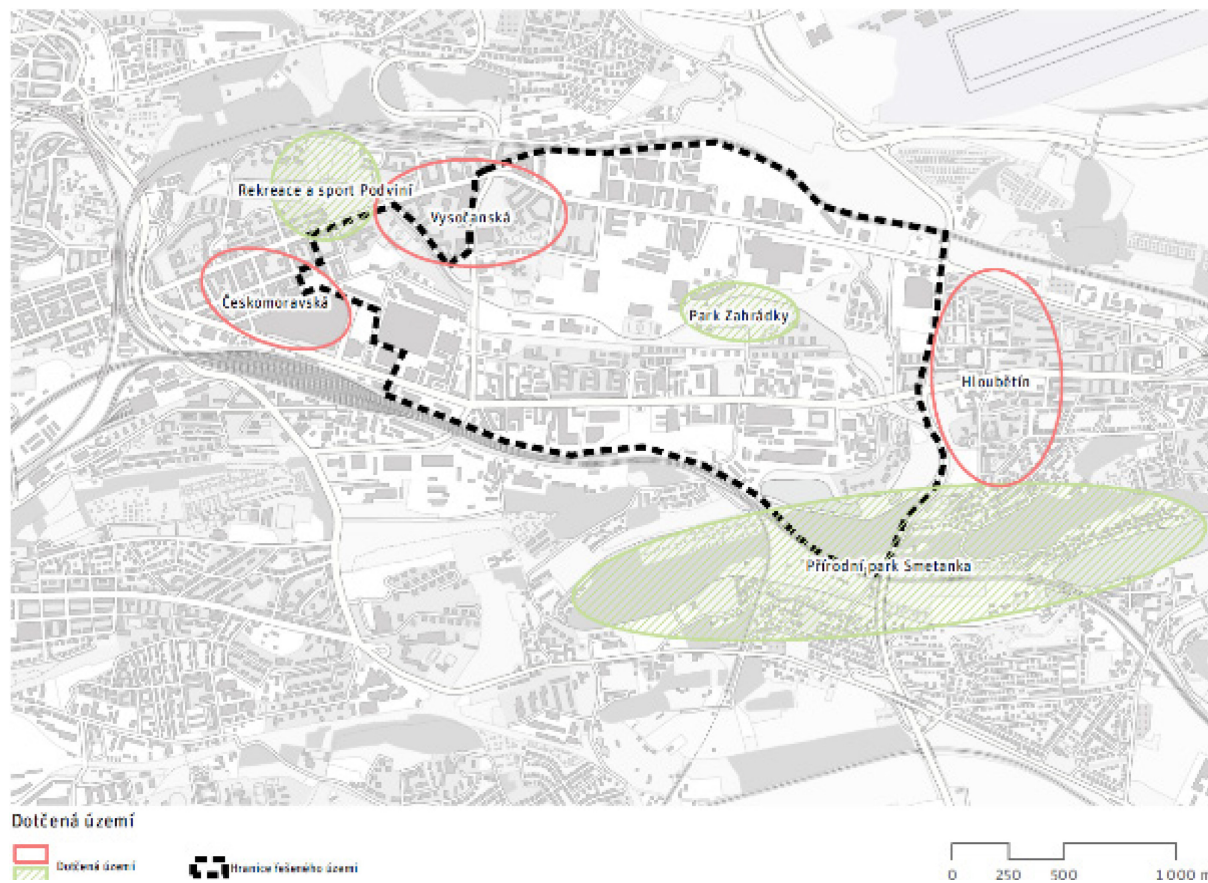 Rekreace a sport Podviní
Vysočanská
Českomoravská
Park Zahrádky
Hloubětín
Přírodní park Smetanka
Dotčená území
Dotčená území
Hranice řešeného území
0 250 500 1 000 m